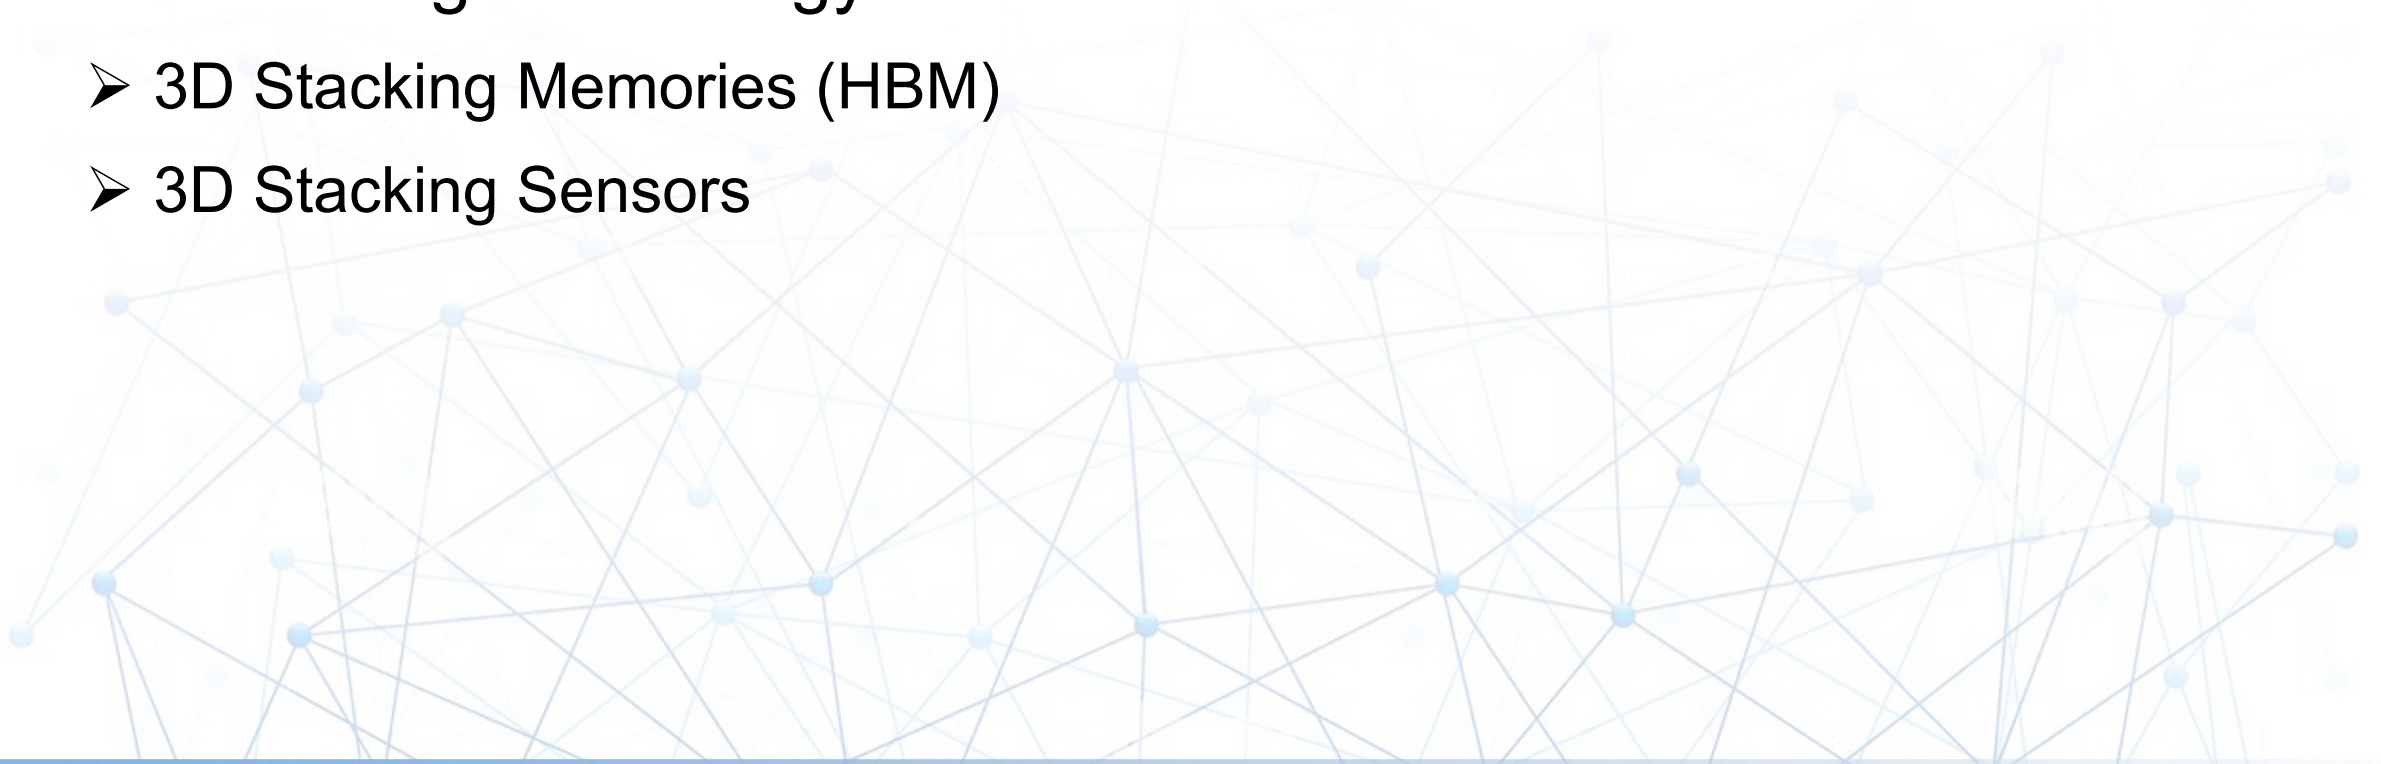 ➢ 3D Stacking Memories (HBM)
➢ 3D Stacking Sensors